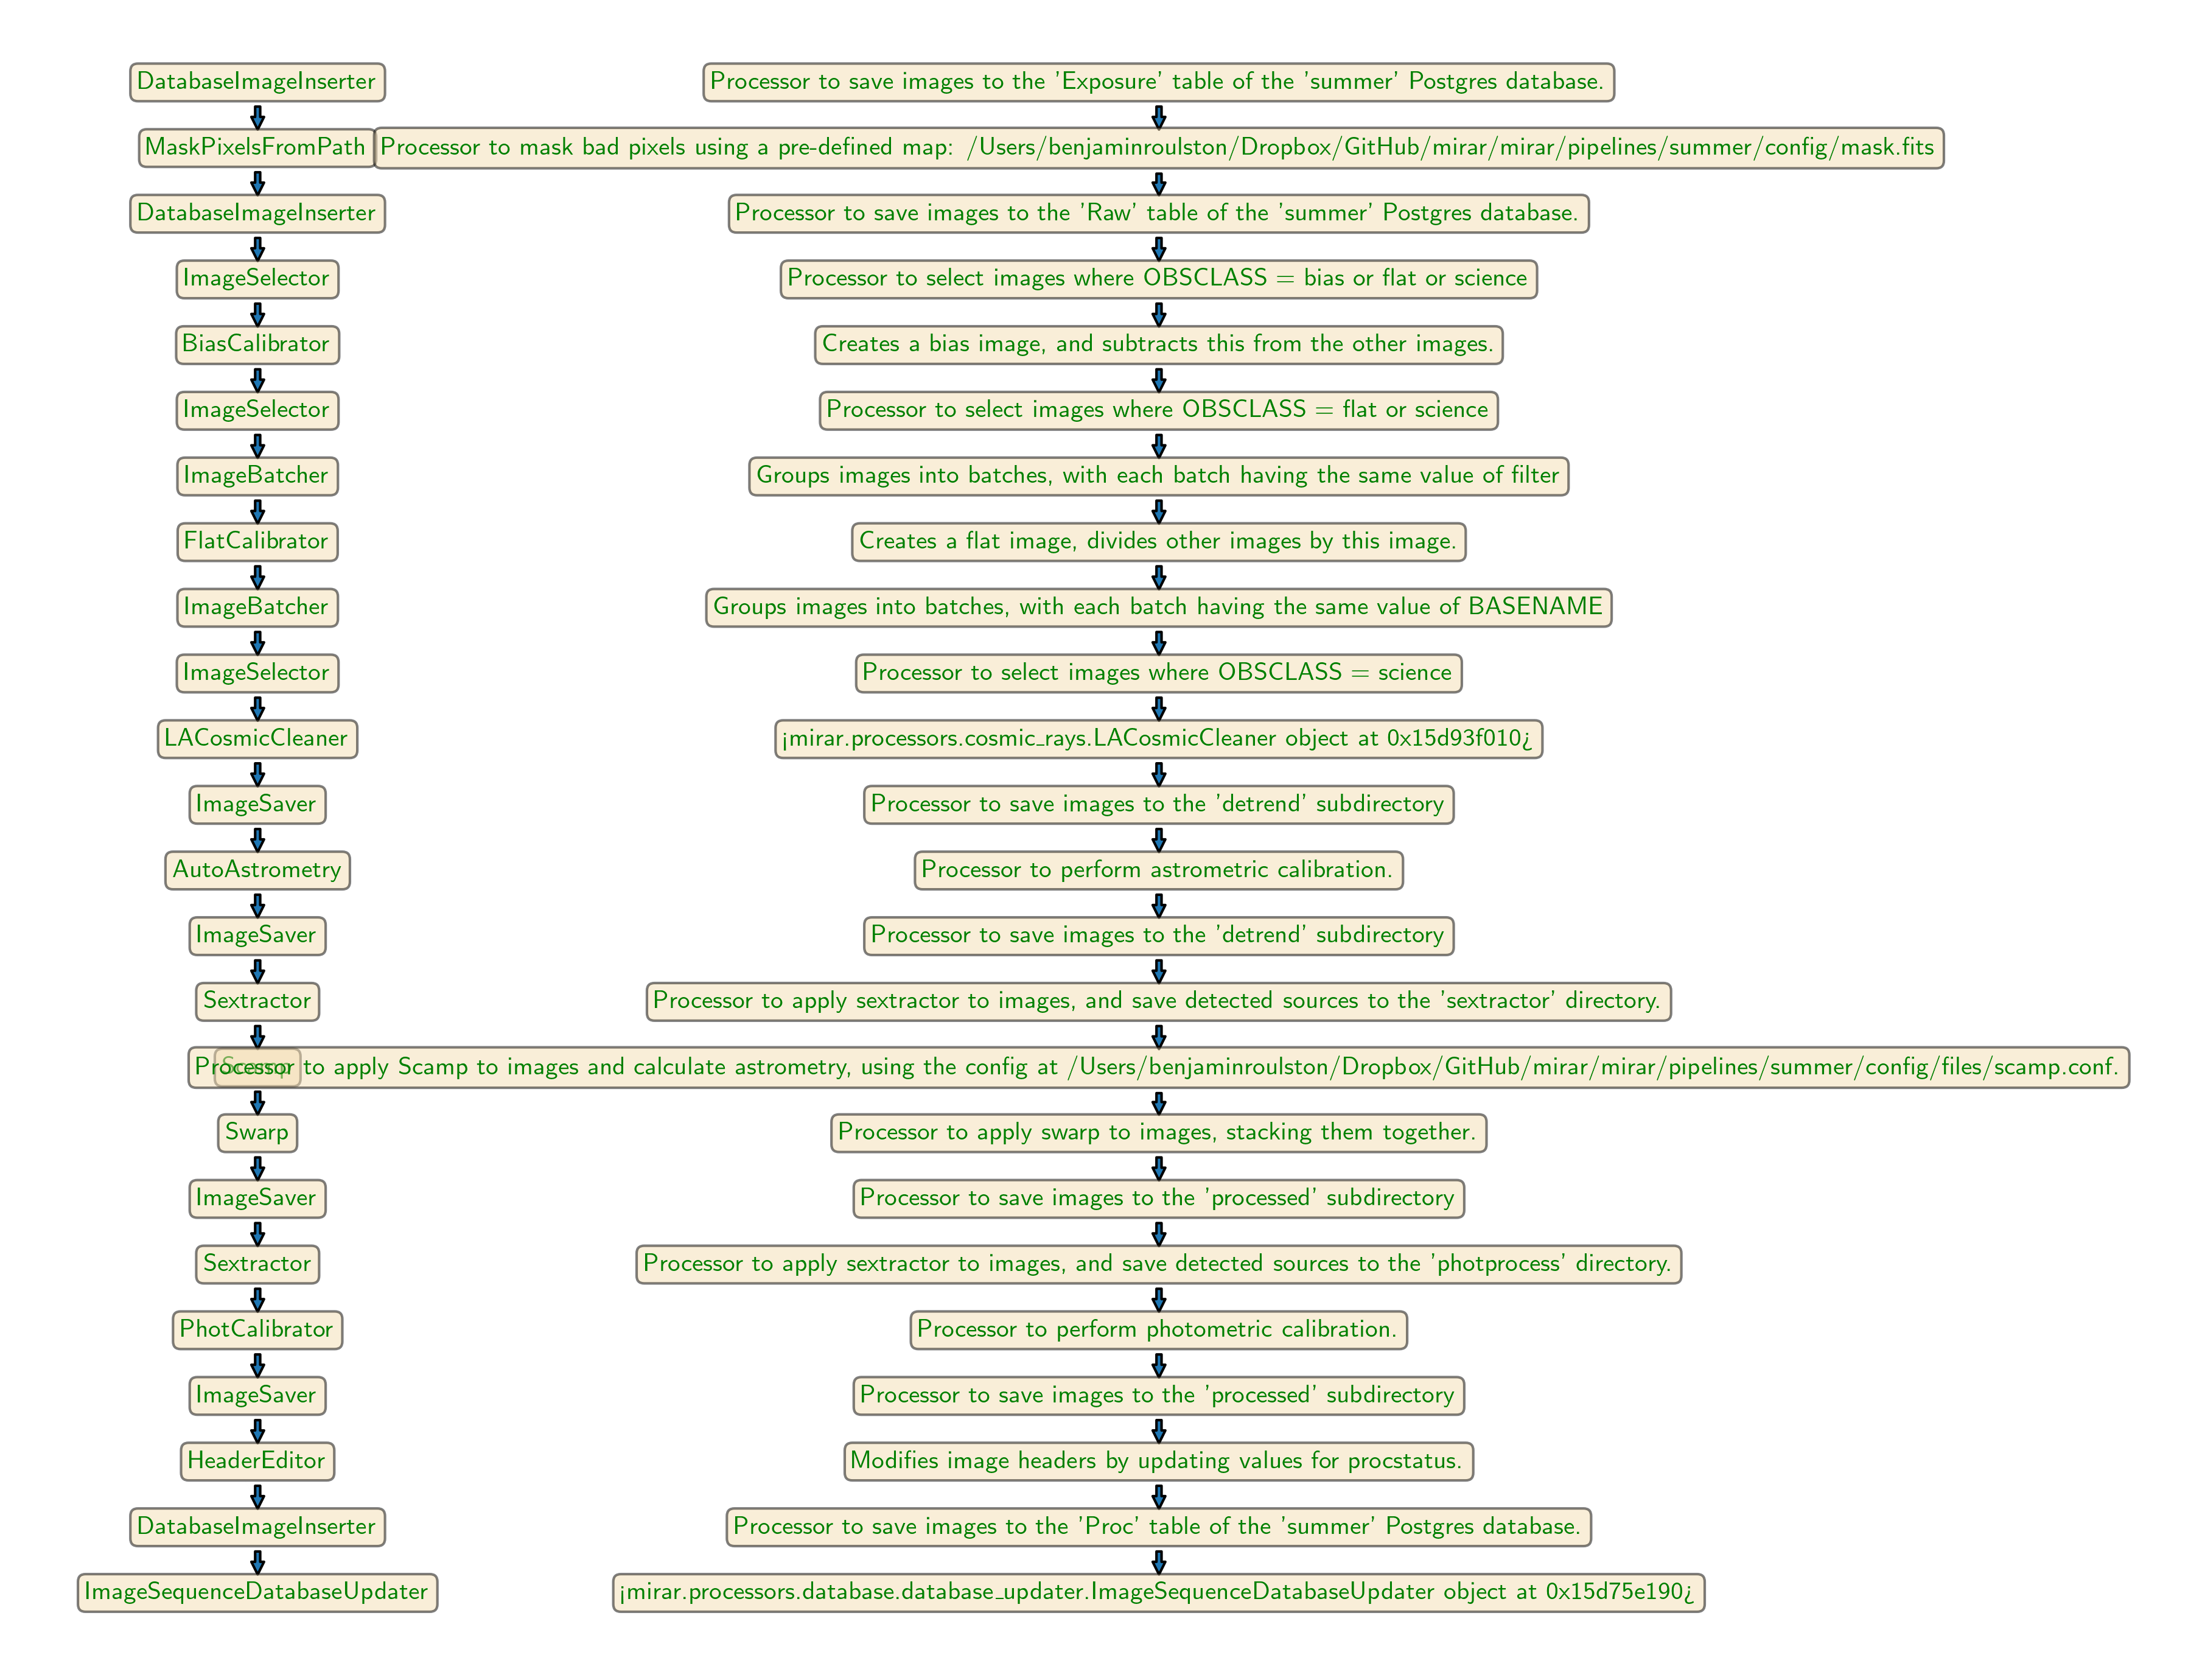 DatabaseImageInserter Processor to save images to the 'Exposure' table of the 'summer' Postgres database.
MaskPixelsFromPath Processor to mask bad pixels using a pre-defined map: /Users/benjaminroulston/Dropbox/GitHub/mirar/mirar/pipelines/summer/config/mask.fits
DatabaseImageInserter Processor to save images to the 'Raw' table of the 'summer' Postgres database.
ImageSelector Processor to select images where OBSCLASS = bias or flat or science
BiasCalibrator Creates a bias image, and subtracts this from the other images.
ImageSelector Processor to select images where OBSCLASS = flat or science
ImageBatcher Groups images into batches, with each batch having the same value of filter
FlatCalibrator Creates a flat image, divides other images by this image.
ImageBatcher Groups images into batches, with each batch having the same value of BASENAME
ImageSelector Processor to select images where OBSCLASS = science
LACosmicCleaner <mirar.processors.cosmic_rays.LACosmicCleaner object at 0x15d93f010>
ImageSaver Processor to save images to the 'detrend' subdirectory
AutoAstrometry Processor to perform astrometric calibration.
ImageSaver Processor to save images to the 'detrend' subdirectory
Sextractor Processor to apply sextractor to images, and save detected sources to the 'sextractor' directory.
Scamp Processor to apply Scamp to images and calculate astrometry, using the config at /Users/benjaminroulston/Dropbox/GitHub/mirar/mirar/pipelines/summer/config/files/scamp.conf.
Swarp Processor to apply swarp to images, stacking them together.
ImageSaver Processor to save images to the 'processed' subdirectory
Sextractor Processor to apply sextractor to images, and save detected sources to the 'photprocess' directory.
PhotCalibrator Processor to perform photometric calibration.
ImageSaver Processor to save images to the 'processed' subdirectory
HeaderEditor Modifies image headers by updating values for procstatus.
DatabaseImageInserter Processor to save images to the 'Proc' table of the 'summer' Postgres database.
ImageSequenceDatabaseUpdater <mirar.processors.database.database_updater.ImageSequenceDatabaseUpdater object at 0x15d75e190>